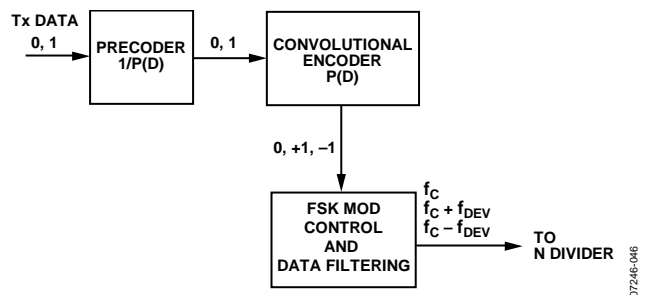 Tx DATA
0, 1
PRECODER
1/P(D)
0, 1
CONVOLUTIONAL
ENCODER
P(D)
0, +1, –1
FSK MOD
CONTROL
AND
DATA FILTERING
fC
fC + fDEV
fC – fDEV
TO
N DIVIDER
07246-046